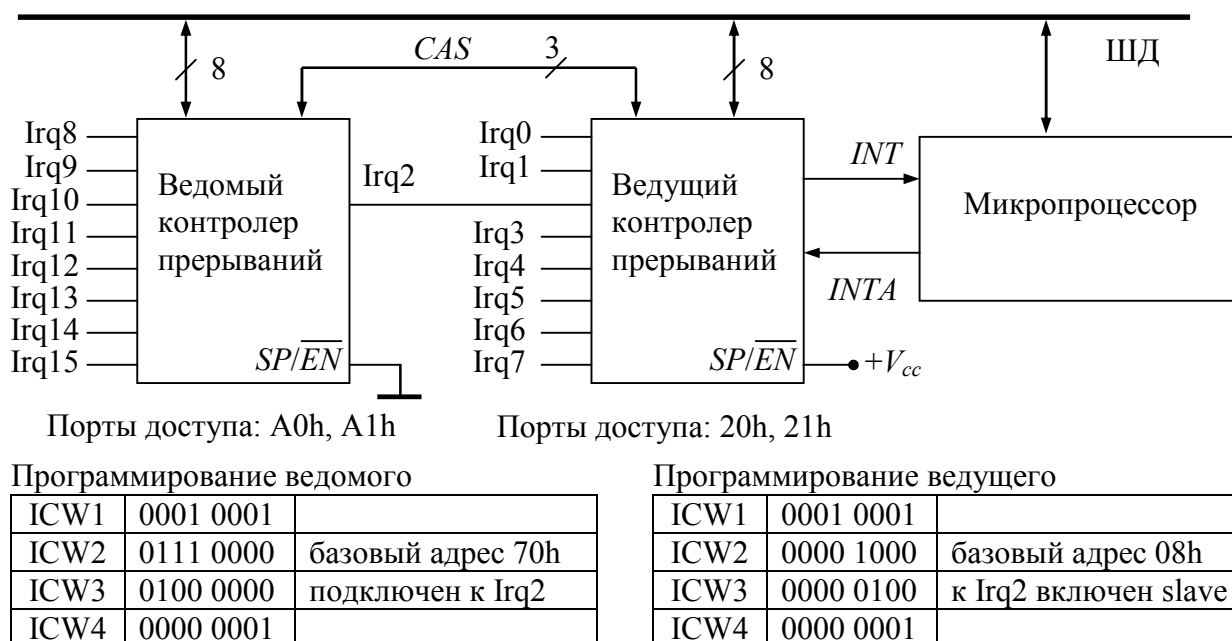 ШД
CAS 3
8
8
Irq8
Irq9
Irq10
Irq11
Irq12
Irq13
Irq14
Irq15
Ведомый
контролер
прерываний
SP/EN
Irq2
Irq0
Irq1
Irq3
Irq4
Irq5
Irq6
Irq7
Ведущий
контролер
прерываний
SP/EN
INT
INTA
+Vcc
Микропроцессор
Порты доступа: A0h, A1h
Порты доступа: 20h, 21h
Программирование ведомого
ICW1 0001 0001
ICW2 0111 0000 базовый адрес 70h
ICW3 0100 0000 подключен к Irq2
ICW4 0000 0001
Программирование ведущего
ICW1 0001 0001
ICW2 0000 1000 базовый адрес 08h
ICW3 0000 0100 к Irq2 включен slave
ICW4 0000 0001